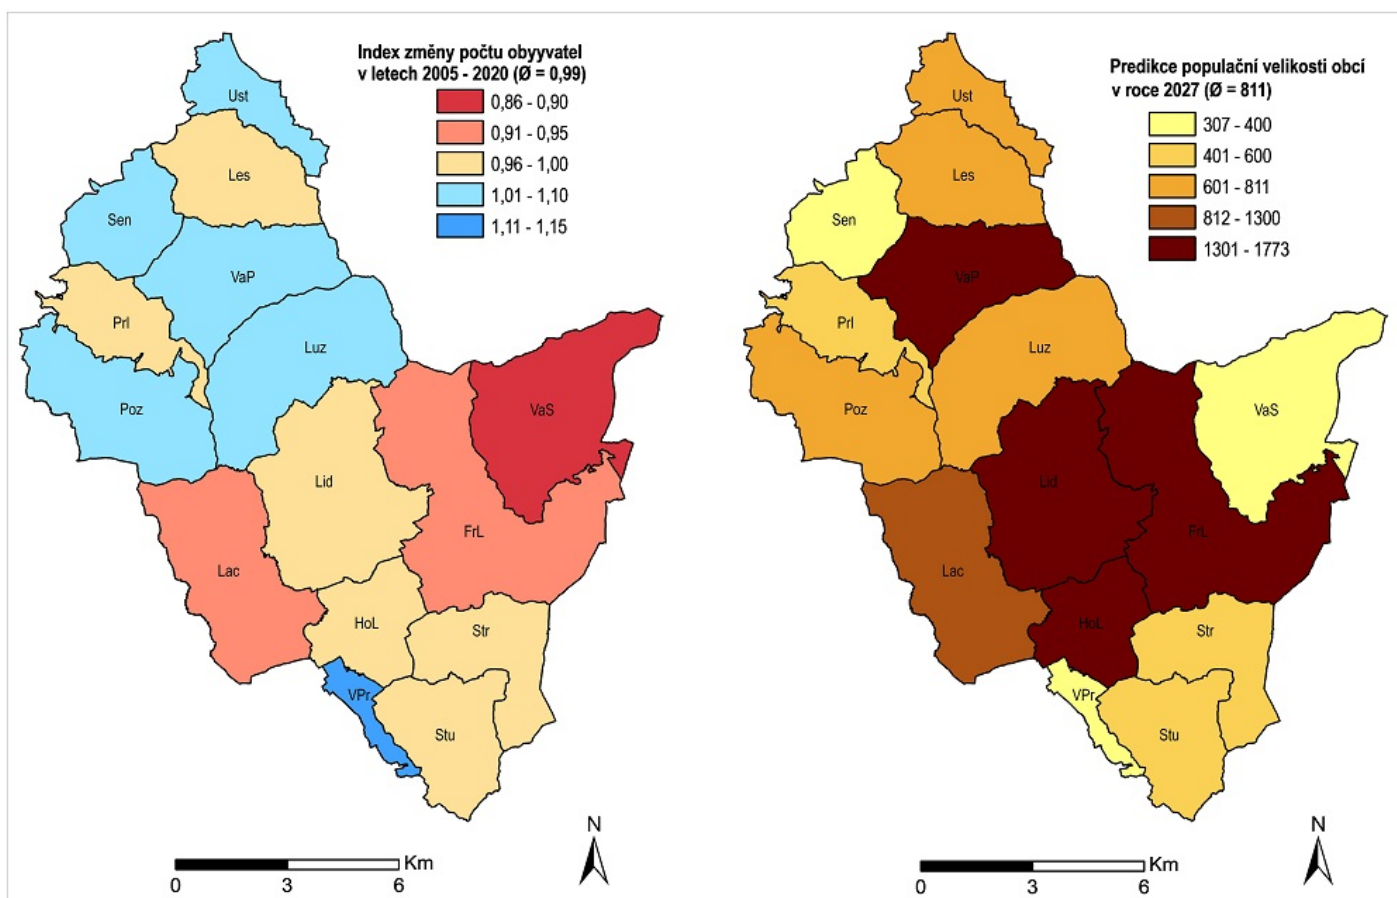 Index změny počtu obyyvatel
v letech 2005 - 2020 (Ø = 0,99)
0,86 - 0,90
0,91 - 0,95
0,96 - 1,00
1,01 - 1,10
1,11 - 1,15
Ust
Les
Sen
VaP
Prl
Luz
Poz
VaS
Lid
FrL
Lac
HoL
Str
VPr
Stu
N
Km
0
3
6
Predikce populační velikosti obcí
v roce 2027 (Ø = 811)
307 - 400
401 - 600
601 - 811
812 - 1300
1301 - 1773
Ust
Les
Sen
VaP
Prl
Luz
Poz
VaS
Lid
FrL
Lac
HoL
Str
VPr
Stu
N
Km
0
3
6